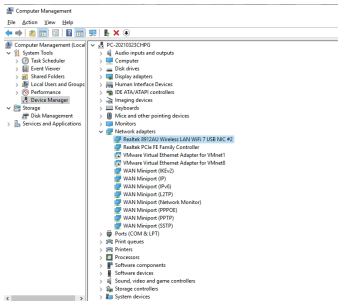 Computer Management
File Action View Help
Computer Management (Local
System Tools
Task Scheduler
Event Viewer
Shared Folders
Local Users and Groups
Performance
Device Manager
Storage
Disk Management
Services and Applications
PC-20210323CHPG
Audio inputs and outputs
Computer
Disk drives
Display adapters
Human Interface Devices
IDE ATA/ATAPI controllers
Imaging devices
Keyboards
Mice and other pointing devices
Monitors
Network adapters
Realtek 8912AU Wireless LAN WiFi 7 USB NIC #2
Realtek PCIe FE Family Controller
VMware Virtual Ethernet Adapter for VMnet1
VMware Virtual Ethernet Adapter for VMnet8
WAN Miniport (IKEv2)
WAN Miniport (IP)
WAN Miniport (IPv6)
WAN Miniport (L2TP)
WAN Miniport (Network Monitor)
WAN Miniport (PPPOE)
WAN Miniport (PPTP)
WAN Miniport (SSTP)
Ports (COM & LPT)
Print queues
Printers
Processors
Software components
Software devices
Sound, video and game controllers
Storage controllers
System devices